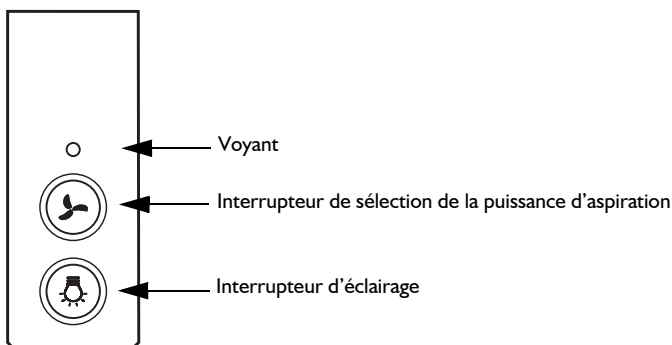 Voyant
Interrupteur de sélection de la puissance d’aspiration
Interrupteur d’éclairage